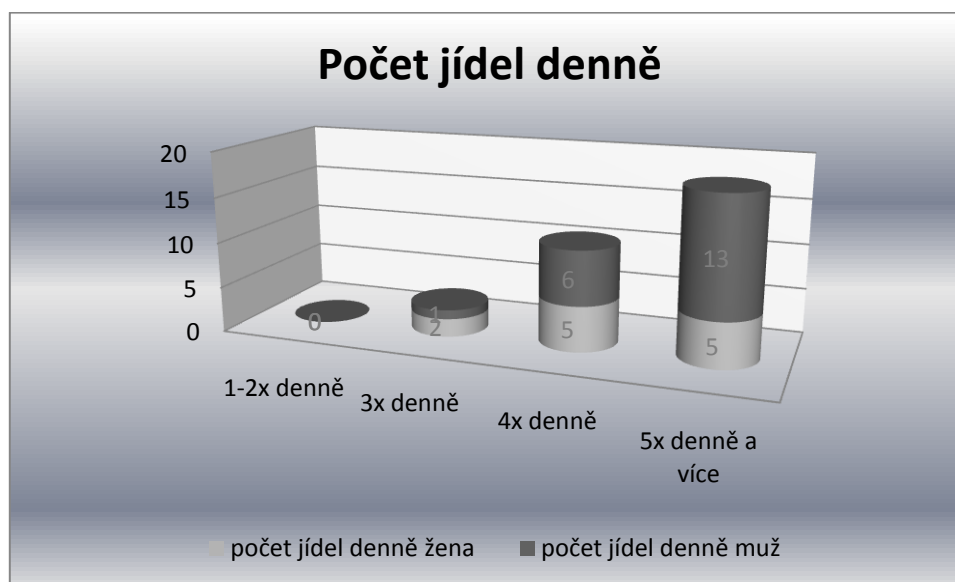 Počet jídel denně
20
15
10
5
0
0
1
2
6
5
13
5
1-2x denně
3x denně
4x denně
5x denně a
více
počet jídel denně žena
počet jídel denně muž